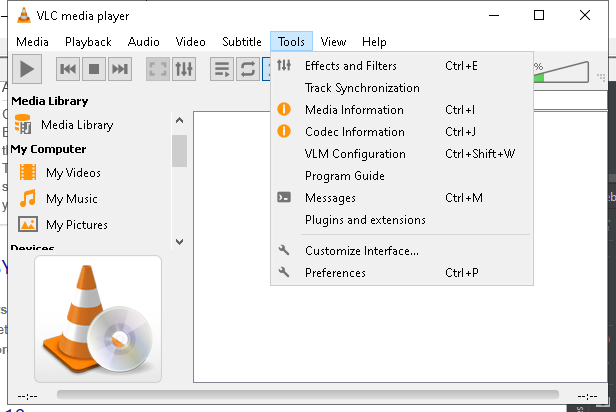 VLC media player
Media Playback Audio Video Subtitle Tools View Help
Effects and Filters Ctrl+E
Track Synchronization
Media Information Ctrl+I
Codec Information Ctrl+J
VLM Configuration Ctrl+Shift+W
Program Guide
Messages Ctrl+M
Plugins and extensions
Customize Interface...
Preferences Ctrl+P
%
Media Library
Media Library
My Computer
My Videos
My Music
My Pictures
Devices
--:-- --:--